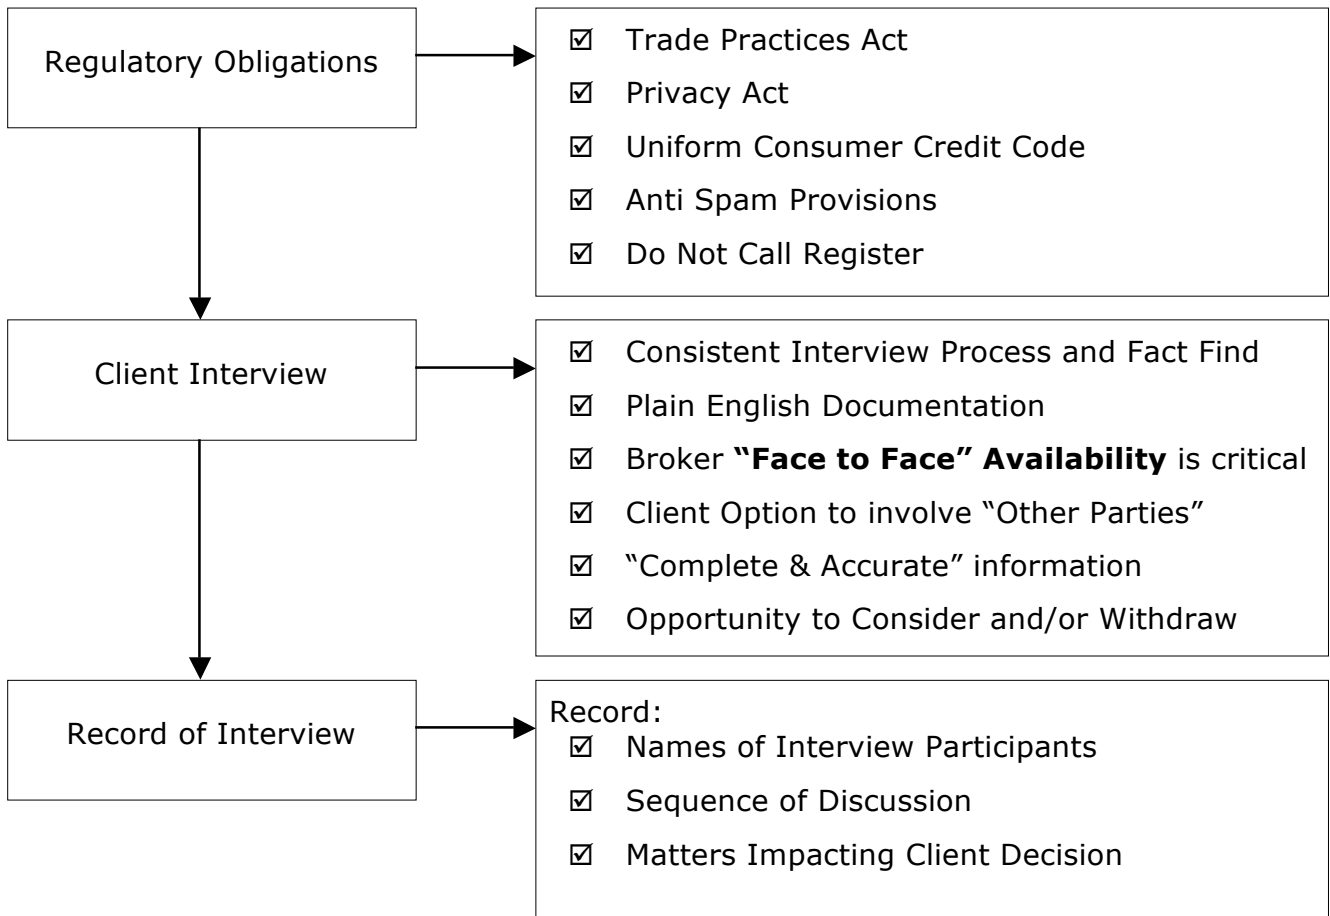 Regulatory Obligations
☑ Trade Practices Act
☑ Privacy Act
☑ Uniform Consumer Credit Code
☑ Anti Spam Provisions
☑ Do Not Call Register
Client Interview
☑ Consistent Interview Process and Fact Find
☑ Plain English Documentation
☑ Broker “Face to Face” Availability is critical
☑ Client Option to involve “Other Parties”
☑ “Complete & Accurate” information
☑ Opportunity to Consider and/or Withdraw
Record of Interview
Record:
☑ Names of Interview Participants
☑ Sequence of Discussion
☑ Matters Impacting Client Decision